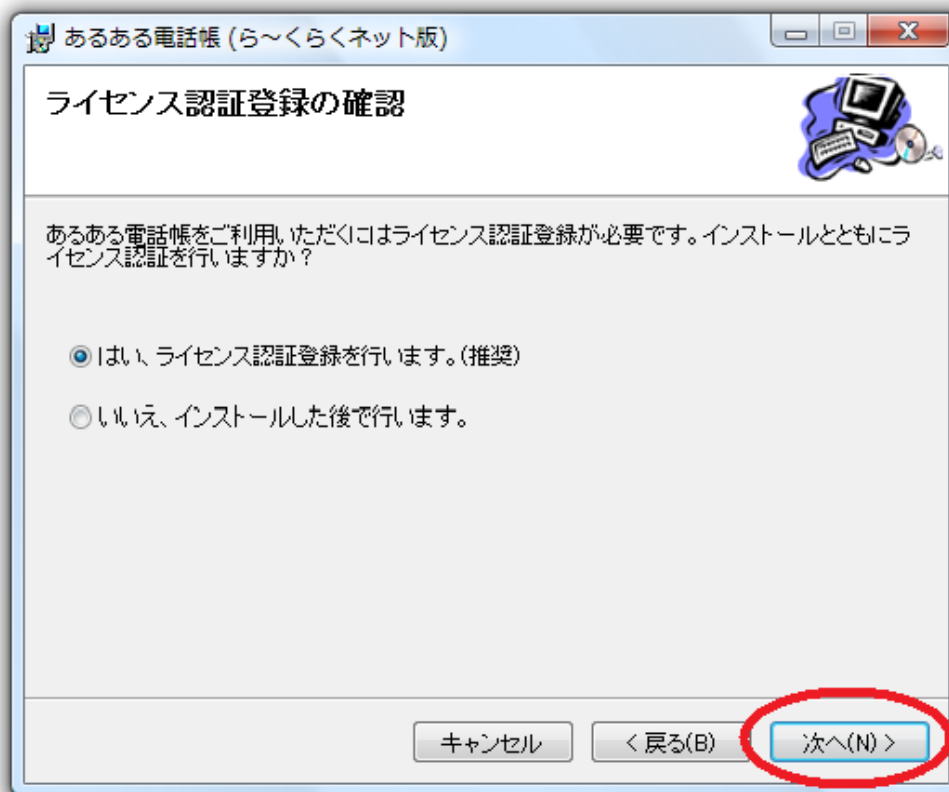 あるある電話帳 (ら～くらくネット版)
ライセンス認証登録の確認
あるある電話帳をご利用いただくにはライセンス認証登録が必要です。インストールとともにラ
イセンス認証を行いますか？
はい、ライセンス認証登録を行います。(推奨)
いいえ、インストールした後で行います。
キャンセル
< 戻る(B)
次へ(N) >